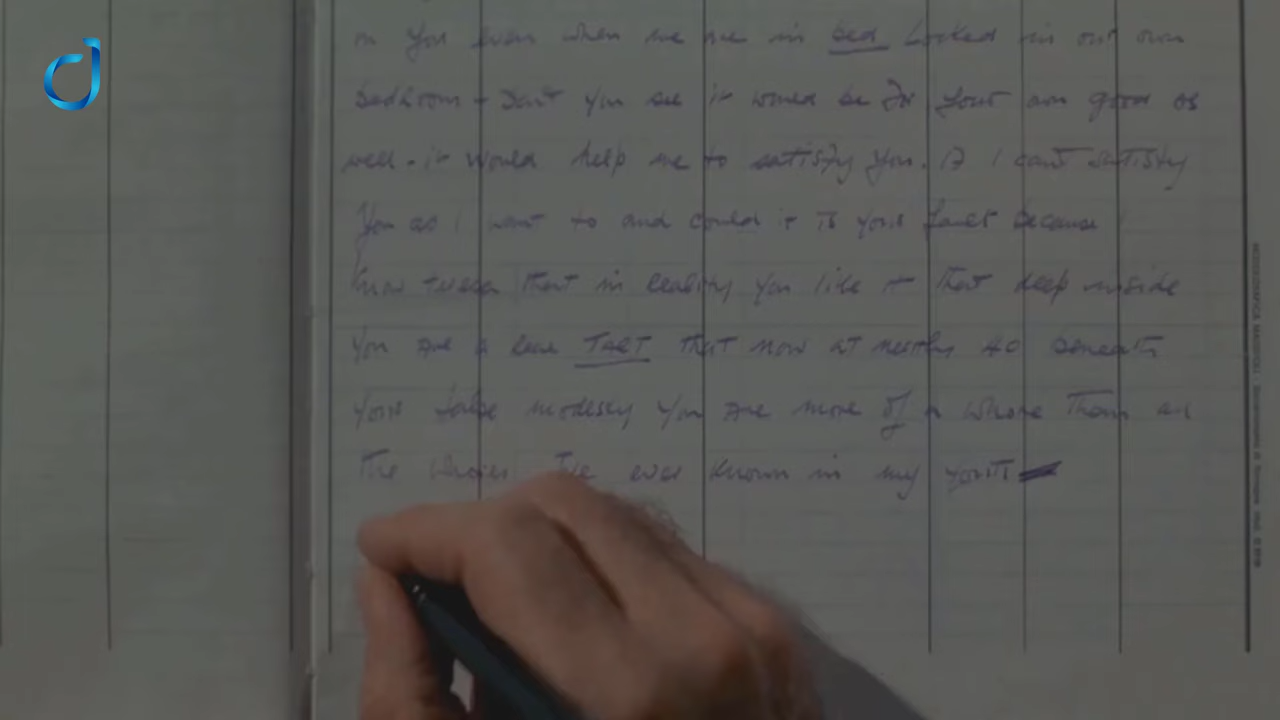 on you even when we are in bed locked in out own
bedroom - Don't you see it would be for your own good as
well - it would help me to satisfy you. If I can't satisfy
you as I want to and could it is your fault because I
know that in reality you like it that deep inside
you are a TART that now at nearly 40 beneath
your false modesty you are more of a whore than all
the whores I've ever known in my youth